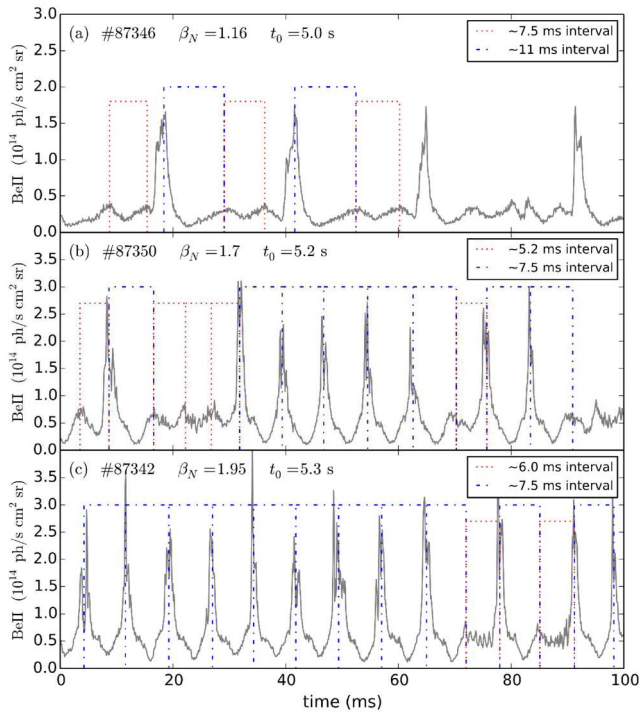 (a) #87346 β_N =1.16 t_0 =5.0 s
~7.5 ms interval
~11 ms interval
BeII (10^14 ph/s cm^2 sr)
3.0
2.5
2.0
1.5
1.0
0.5
0.0
(b) #87350 β_N =1.7 t_0 =5.2 s
~5.2 ms interval
~7.5 ms interval
BeII (10^14 ph/s cm^2 sr)
3.5
3.0
2.5
2.0
1.5
1.0
0.5
0.0
(c) #87342 β_N =1.95 t_0 =5.3 s
~6.0 ms interval
~7.5 ms interval
BeII (10^14 ph/s cm^2 sr)
3.5
3.0
2.5
2.0
1.5
1.0
0.5
0.0
0 20 40 60 80 100
time (ms)